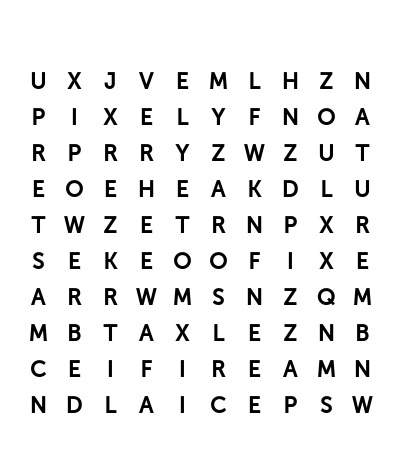 U X J V E M L H Z N
P I X E L Y F N O A
R P R R Y Z W Z U T
E O E H E A K D L U
T W Z E T R N P X R
S E K E O O F I X E
A R R W M S N Z Q M
M B T A X L E Z N B
C E I F I R E A M N
N D L A I C E P S W